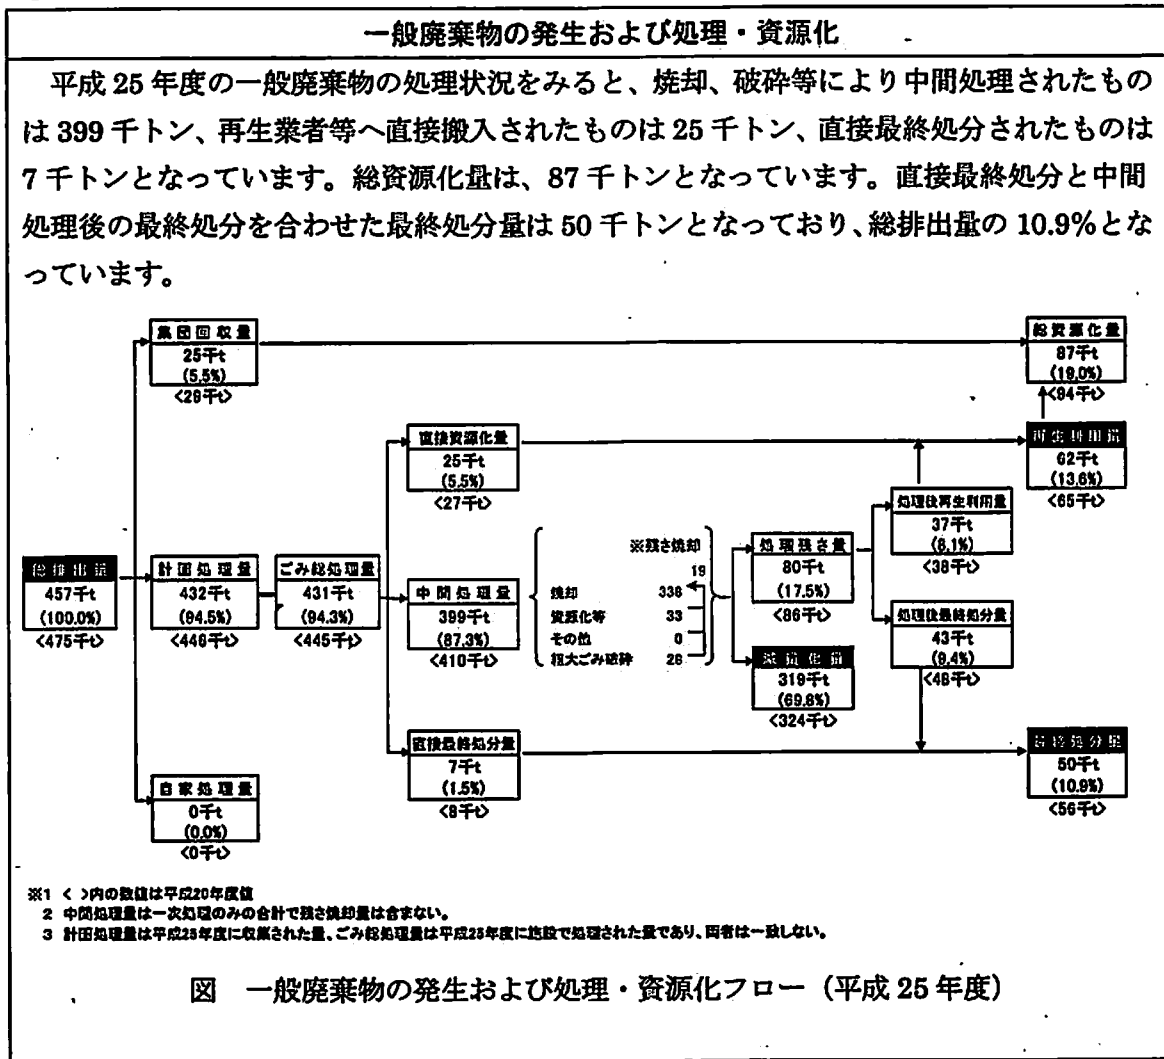 一般廃棄物の発生および処理・資源化
平成 25 年度の一般廃棄物の処理状況をみると、焼却、破砕等により中間処理されたもの
は 399 千トン、再生業者等へ直接搬入されたものは 25 千トン、直接最終処分されたものは
7 千トンとなっています。総資源化量は、87 千トンとなっています。直接最終処分と中間
処理後の最終処分を合わせた最終処分量は 50 千トンとなっており、総排出量の 10.9%とな
っています。
集団回収量
25千t
(5.5%)
<28千t>
総資源化量
87千t
(19.0%)
<94千t>
直接資源化量
25千t
(5.5%)
<27千t>
再生利用量
62千t
(13.6%)
<65千t>
総排出量
457千t
(100.0%)
<475千t>
計画処理量
432千t
(94.5%)
<446千t>
ごみ総処理量
431千t
(94.3%)
<445千t>
中間処理量
399千t
(87.3%)
<410千t>
※残さ焼却
19
焼却 338
資源化等 33
その他 0
粗大ごみ破砕 28
処理残さ量
80千t
(17.5%)
<86千t>
減量化量
319千t
(69.8%)
<324千t>
処理後再生利用量
37千t
(8.1%)
<38千t>
処理後最終処分量
43千t
(9.4%)
<48千t>
直接最終処分量
7千t
(1.5%)
<8千t>
最終処分量
50千t
(10.9%)
<56千t>
自家処理量
0千t
(0.0%)
<0千t>
※1 < >内の数値は平成20年度値
2 中間処理量は一次処理のみの合計で残さ焼却量は含まない。
3 計画処理量は平成25年度に収集された量、ごみ総処理量は平成25年度に施設で処理された量であり、両者は一致しない。
図 一般廃棄物の発生および処理・資源化フロー（平成 25 年度）